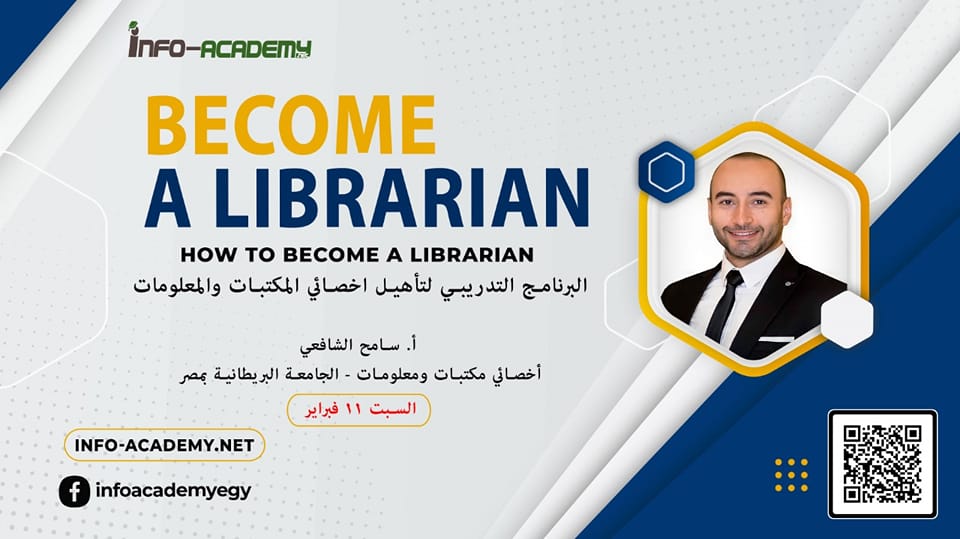 iNFO-ACADEMY.NET
BECOME
A LIBRARIAN
HOW TO BECOME A LIBRARIAN
البرنامج التدريبي لتأهيل اخصائي المكتبات والمعلومات
أ. سامح الشافعي
أخصائي مكتبات ومعلومات - الجامعة البريطانية بمصر
السبت ١١ فبراير
INFO-ACADEMY.NET
infoacademyegy